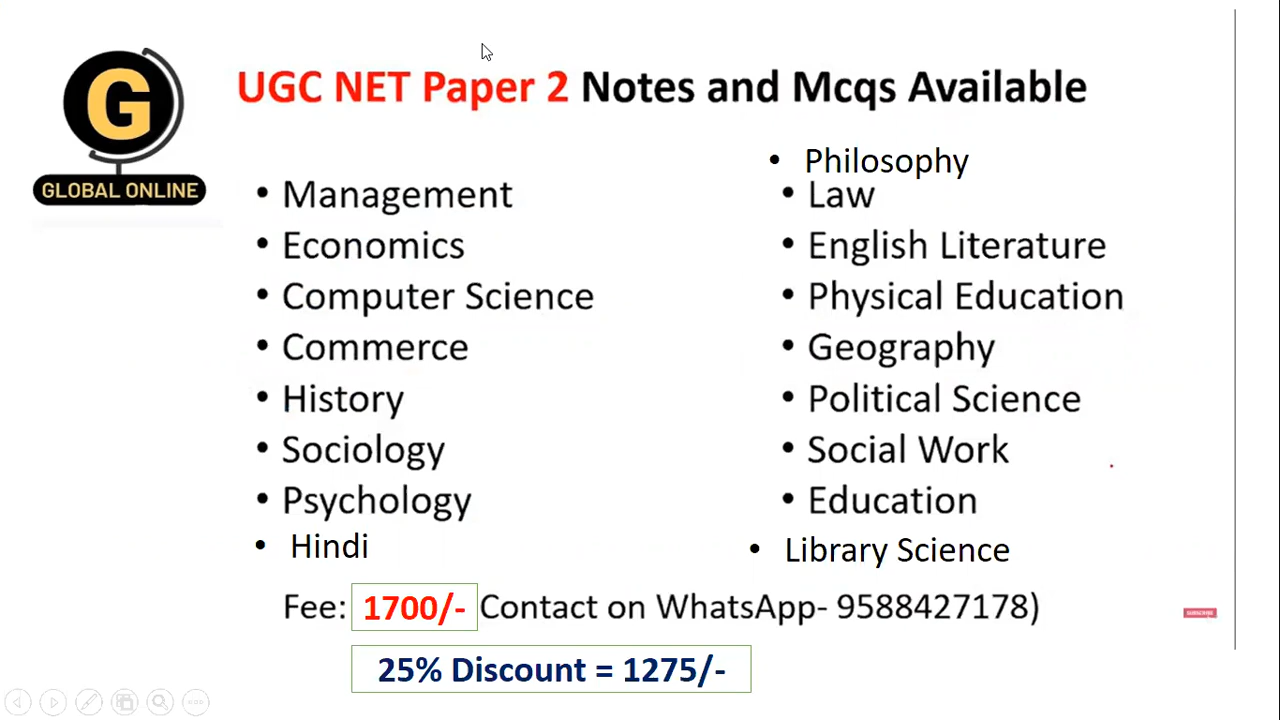 G
GLOBAL ONLINE
UGC NET Paper 2 Notes and Mcqs Available
• Management
• Economics
• Computer Science
• Commerce
• History
• Sociology
• Psychology
• Hindi
• Philosophy
• Law
• English Literature
• Physical Education
• Geography
• Political Science
• Social Work
• Education
• Library Science
Fee: 1700/- Contact on WhatsApp- 9588427178)
25% Discount = 1275/-
SUBSCRIBE